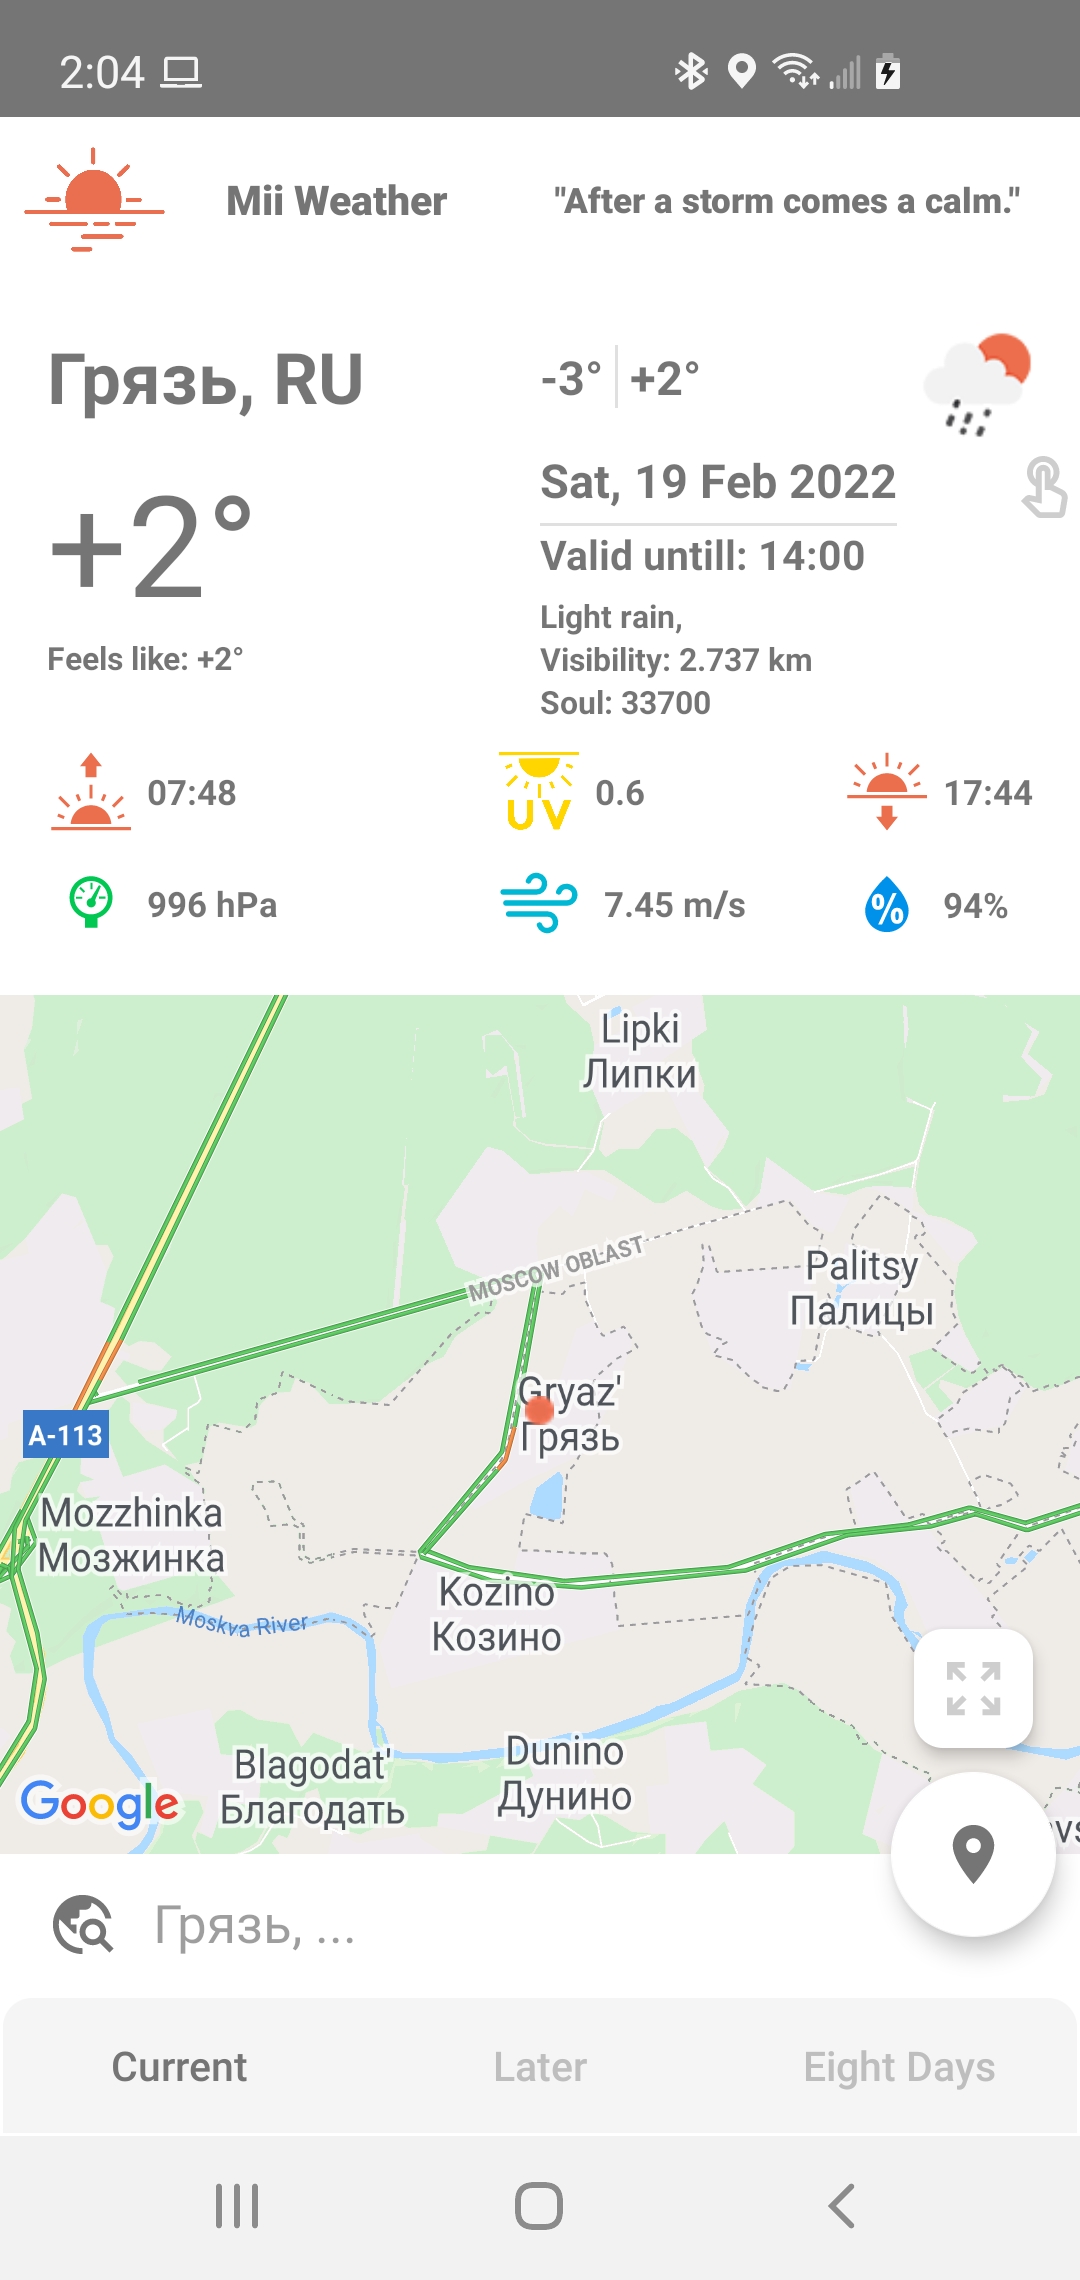 2:04
Mii Weather
"After a storm comes a calm."
Грязь, RU
-3°
+2°
+2°
Sat, 19 Feb 2022
Valid untill: 14:00
Feels like: +2°
Light rain,
Visibility: 2.737 km
Soul: 33700
07:48
UV
0.6
17:44
996 hPa
7.45 m/s
%
94%
Lipki
Липки
MOSCOW OBLAST
Palitsy
Палицы
Gryaz'
Грязь
A-113
Mozzhinka
Мозжинка
Kozino
Козино
Moskva River
Blagodat'
Благодать
Dunino
Дунино
Google
Грязь, ...
Current
Later
Eight Days